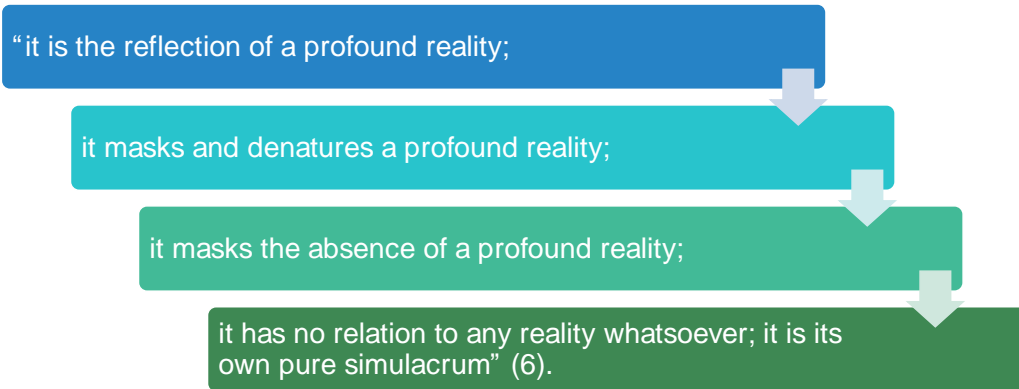 “it is the reflection of a profound reality;
it masks and denatures a profound reality;
it masks the absence of a profound reality;
it has no relation to any reality whatsoever; it is its
own pure simulacrum” (6).